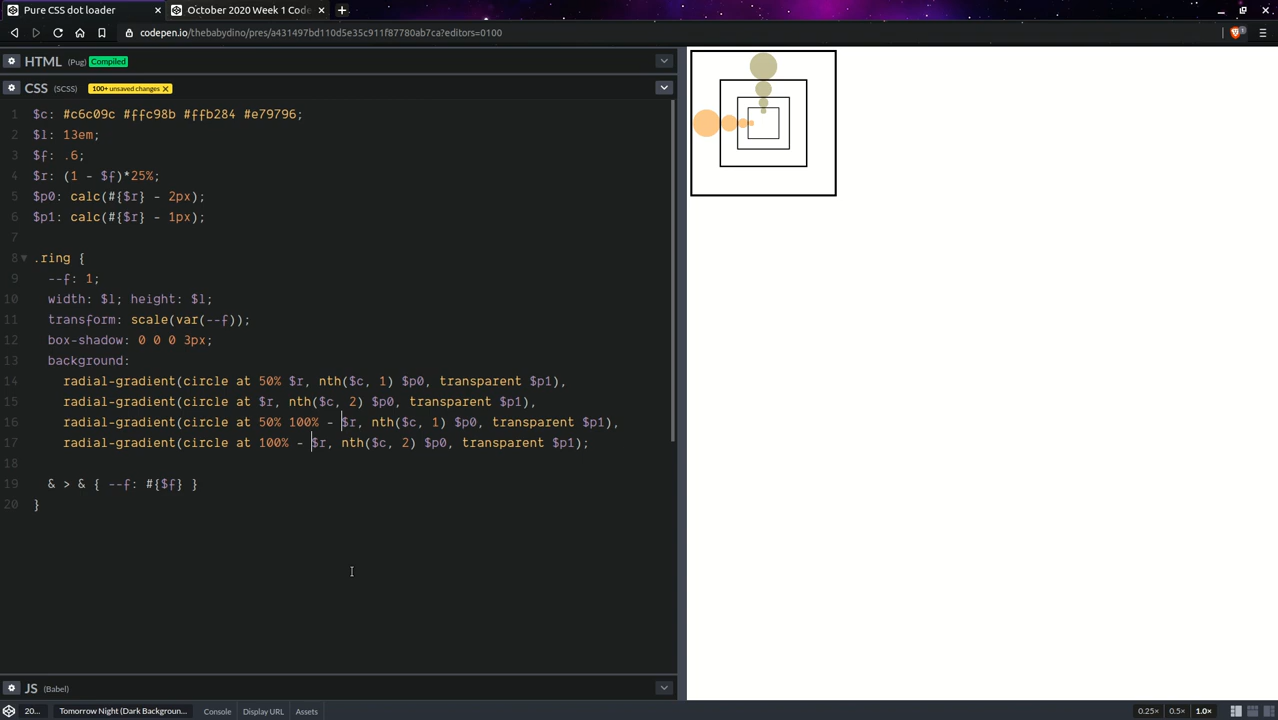 Pure CSS dot loader ×
October 2020 Week 1 Code ×
codepen.io/thebabydino/pres/a431497bd110d5e35c911f87780ab7ca?editors=0100
HTML (Pug) Compiled
CSS (SCSS) 100+ unsaved changes ×
1 $c: #c6c09c #ffc98b #ffb284 #e79796;
2 $l: 13em;
3 $f: .6;
4 $r: (1 - $f)*25%;
5 $p0: calc(#{$r} - 2px);
6 $p1: calc(#{$r} - 1px);
7
8 .ring {
9 --f: 1;
10 width: $l; height: $l;
11 transform: scale(var(--f));
12 box-shadow: 0 0 0 3px;
13 background:
14 radial-gradient(circle at 50% $r, nth($c, 1) $p0, transparent $p1),
15 radial-gradient(circle at $r, nth($c, 2) $p0, transparent $p1),
16 radial-gradient(circle at 50% 100% - $r, nth($c, 1) $p0, transparent $p1),
17 radial-gradient(circle at 100% - $r, nth($c, 2) $p0, transparent $p1);
18
19 & > & { --f: #{$f} }
20 }
JS (Babel)
20... Tomorrow Night (Dark Backgroun... Console Display URL Assets 0.25× 0.5× 1.0×